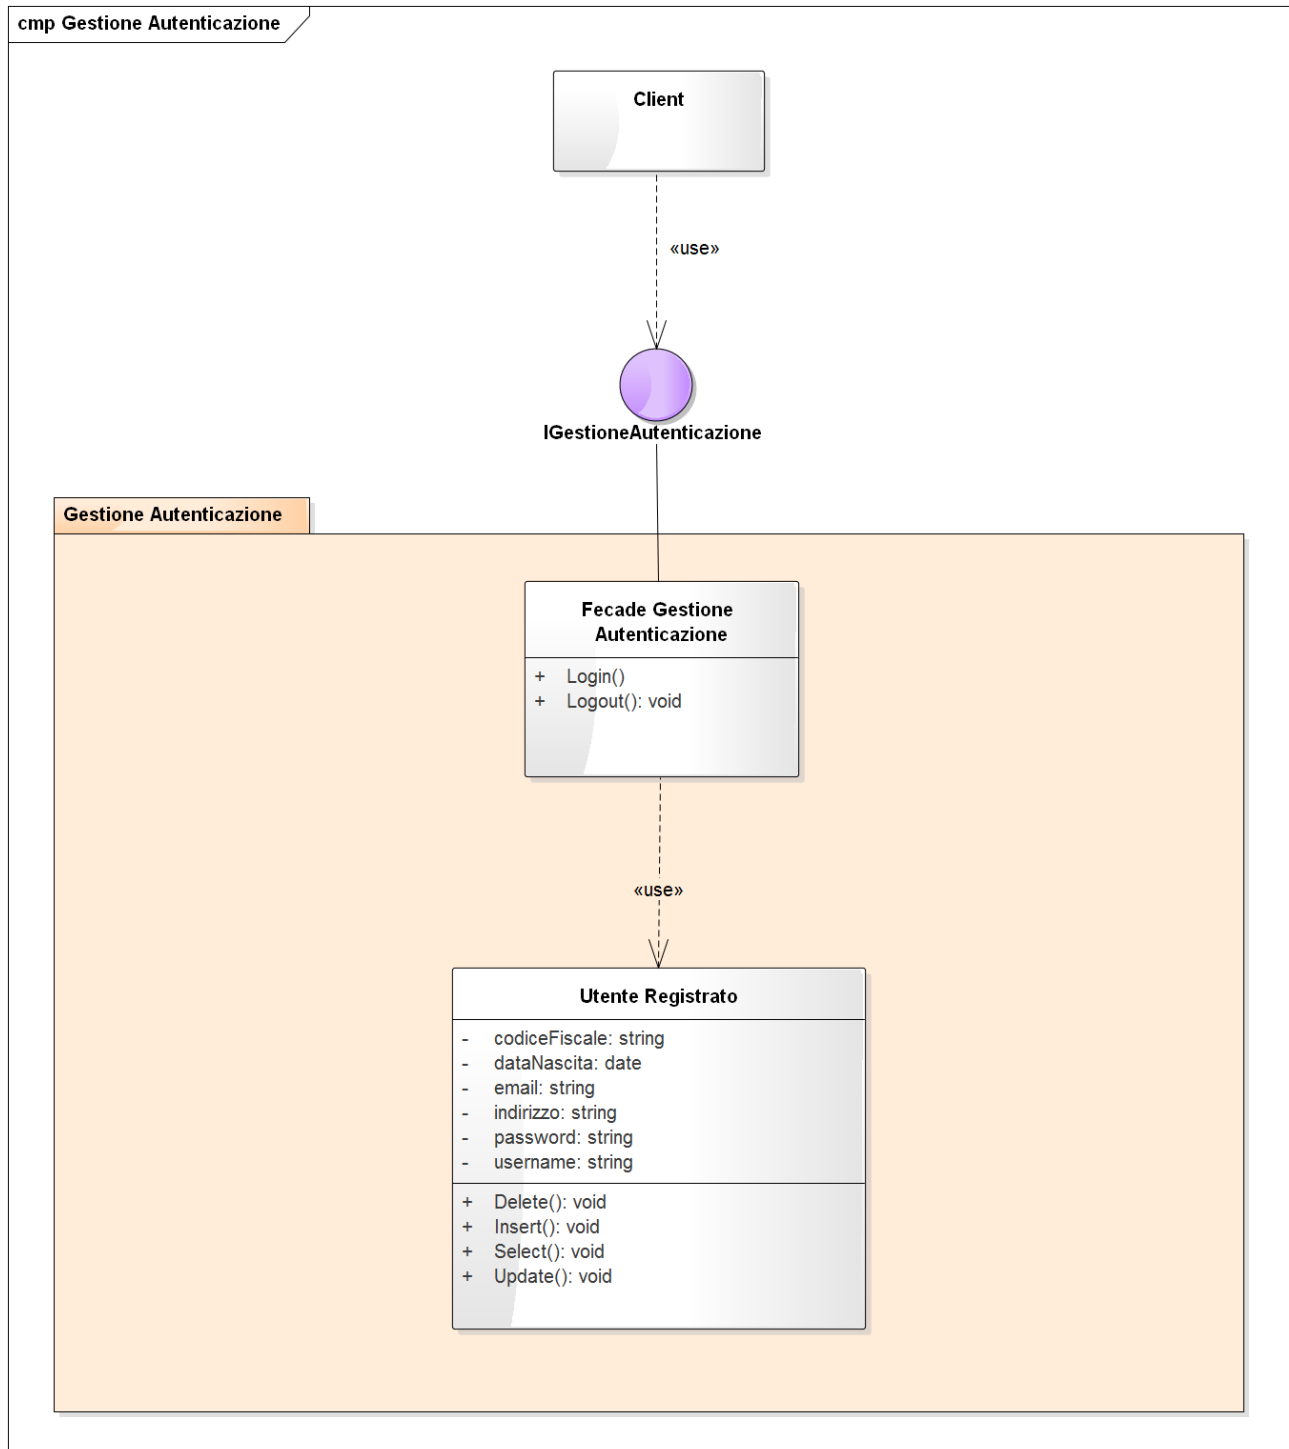 cmp Gestione Autenticazione
Client
«use»
IGestioneAutenticazione
Gestione Autenticazione
Fecade Gestione
Autenticazione
+ Login()
+ Logout(): void
«use»
Utente Registrato
- codiceFiscale: string
- dataNascita: date
- email: string
- indirizzo: string
- password: string
- username: string
+ Delete(): void
+ Insert(): void
+ Select(): void
+ Update(): void